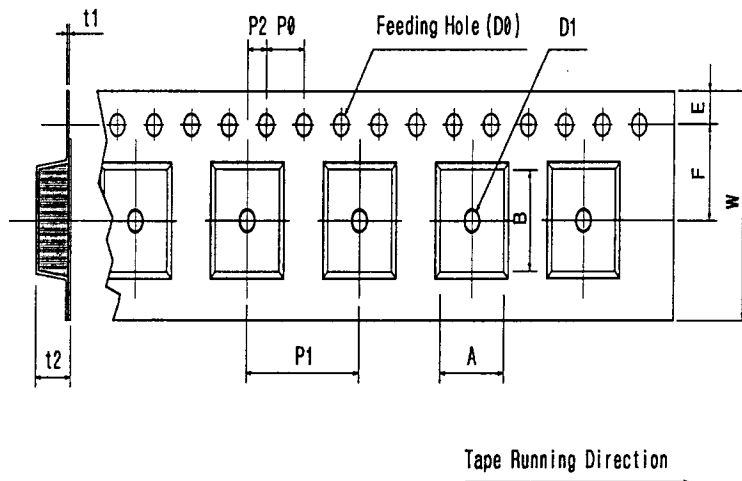 t1
P2 P0 Feeding Hole (D0) D1
E
F
W
B
t2
P1
A
Tape Running Direction